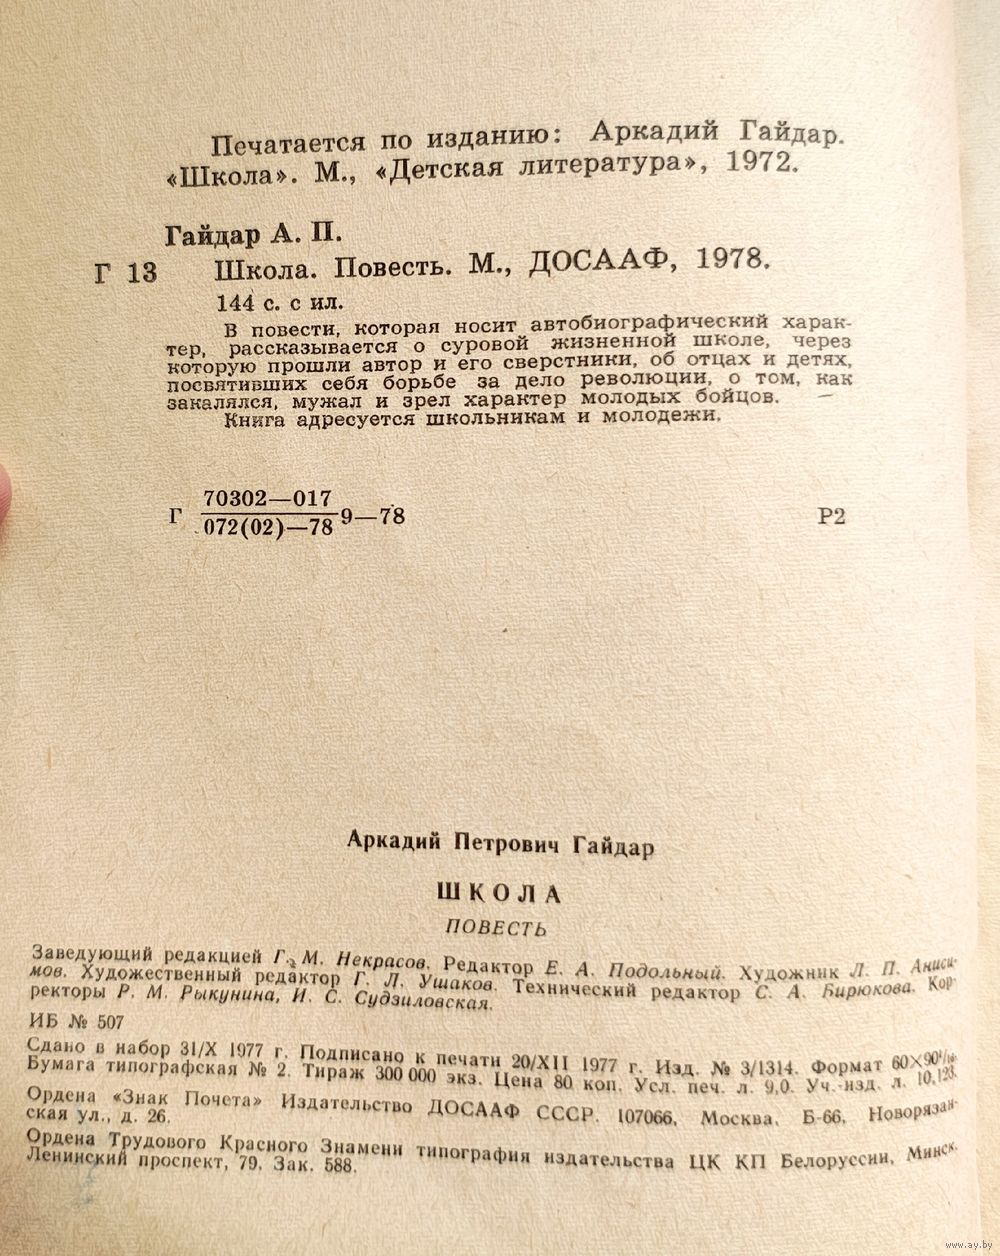 Печатается по изданию: Аркадий Гайдар.
«Школа». М., «Детская литература», 1972.
Гайдар А. П.
Г 13 Школа. Повесть. М., ДОСААФ, 1978.
144 с. с ил.
В повести, которая носит автобиографический харак-
тер, рассказывается о суровой жизненной школе, через
которую прошли автор и его сверстники, об отцах и детях,
посвятивших себя борьбе за дело революции, о том, как
закалялся, мужал и зрел характер молодых бойцов.
Книга адресуется школьникам и молодежи.
70302—017
Г 072(02)—78 9—78 Р2
Аркадий Петрович Гайдар
ШКОЛА
ПОВЕСТЬ
Заведующий редакцией Г. М. Некрасов. Редактор Е. А. Подольный. Художник Л. П. Аниси-
мов. Художественный редактор Г. Л. Ушаков. Технический редактор С. А. Бирюкова. Кор-
ректоры Р. М. Рыкунина, И. С. Судзиловская.
ИБ № 507
Сдано в набор 31/X 1977 г. Подписано к печати 20/XII 1977 г. Изд. № 3/1314. Формат 60×90¹/₁₆.
Бумага типографская № 2. Тираж 300 000 экз. Цена 80 коп. Усл. печ. л. 9,0. Уч.-изд. л. 10,123.
Ордена «Знак Почета» Издательство ДОСААФ СССР. 107066, Москва, Б-66, Новорязан-
ская ул., д. 26.
Ордена Трудового Красного Знамени типография издательства ЦК КП Белоруссии, Минск,
Ленинский проспект, 79. Зак. 588.
www.ay.by